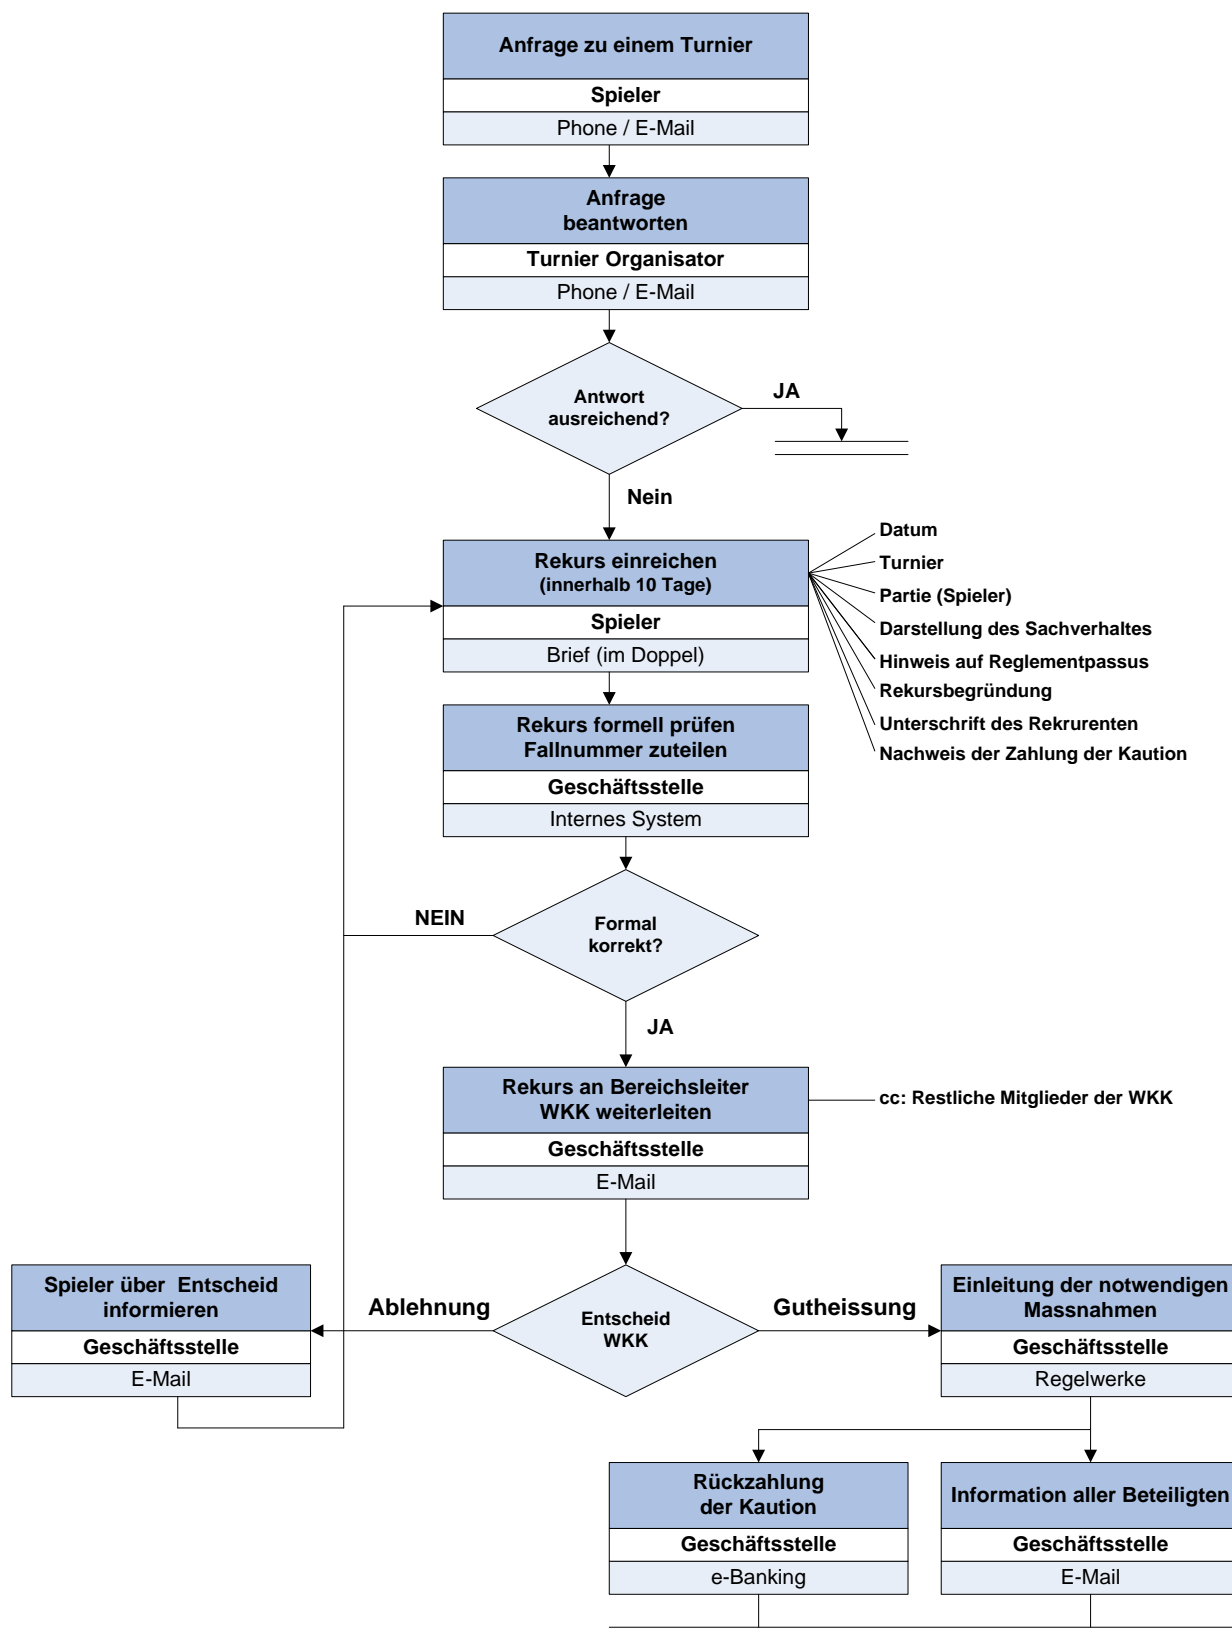 Anfrage zu einem Turnier
Spieler
Phone / E-Mail
Anfrage
beantworten
Turnier Organisator
Phone / E-Mail
Antwort
ausreichend?
JA
Nein
Rekurs einreichen
(innerhalb 10 Tage)
Spieler
Brief (im Doppel)
Datum
Turnier
Partie (Spieler)
Darstellung des Sachverhaltes
Hinweis auf Reglementpassus
Rekursbegründung
Unterschrift des Rekrurenten
Nachweis der Zahlung der Kaution
Rekurs formell prüfen
Fallnummer zuteilen
Geschäftsstelle
Internes System
NEIN
Formal
korrekt?
JA
Rekurs an Bereichsleiter
WKK weiterleiten
Geschäftsstelle
E-Mail
cc: Restliche Mitglieder der WKK
Spieler über  Entscheid
informieren
Geschäftsstelle
E-Mail
Ablehnung
Entscheid
WKK
Gutheissung
Einleitung der notwendigen
Massnahmen
Geschäftsstelle
Regelwerke
Rückzahlung
der Kaution
Geschäftsstelle
e-Banking
Information aller Beteiligten
Geschäftsstelle
E-Mail